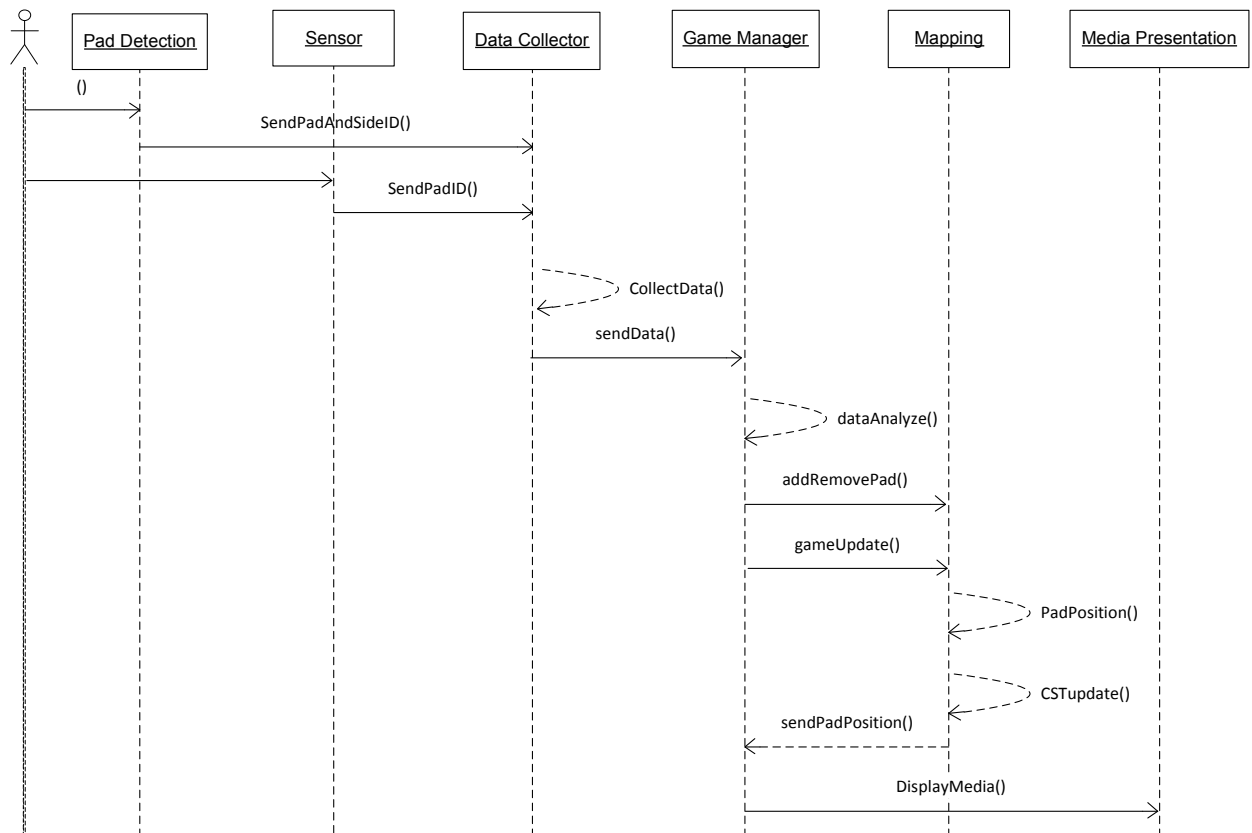 Pad Detection
Sensor
Data Collector
Game Manager
Mapping
Media Presentation
()
SendPadAndSideID()
SendPadID()
CollectData()
sendData()
dataAnalyze()
addRemovePad()
gameUpdate()
PadPosition()
CSTupdate()
sendPadPosition()
DisplayMedia()